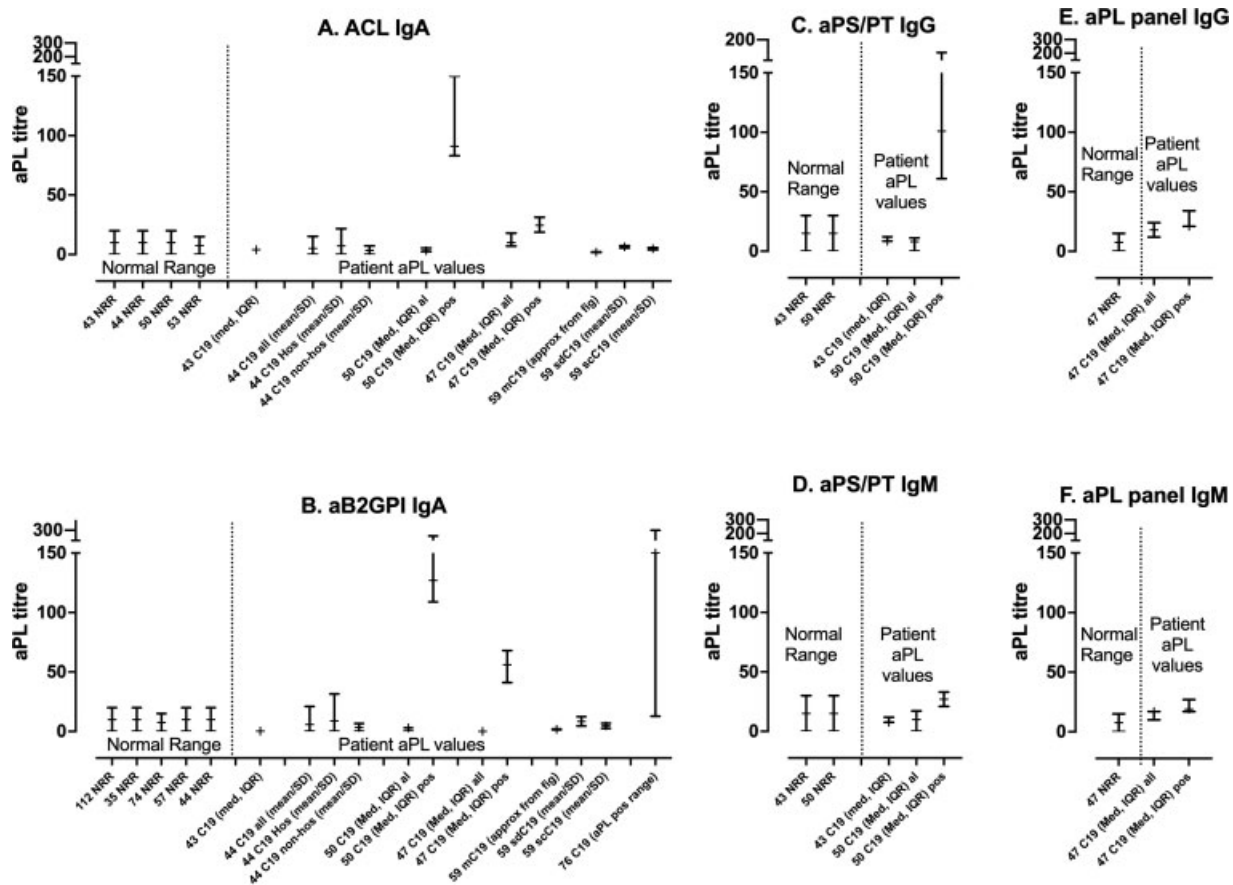 A. ACL IgA
300
200
150
100
50
0
aPL titre
Normal Range
Patient aPL values
43 NRR
44 NRR
50 NRR
53 NRR
43 C19 (med, IQR)
44 C19 all (mean/SD)
44 C19 Hos (mean/SD)
44 C19 non-hos (mean/SD)
50 C19 (Med, IQR) al
50 C19 (Med, IQR) pos
47 C19 (Med, IQR) all
47 C19 (Med, IQR) pos
59 mC19 (approx from fig)
59 sdC19 (mean/SD)
59 scC19 (mean/SD)
C. aPS/PT IgG
200
150
100
50
0
aPL titre
Normal
Range
Patient
aPL
values
43 NRR
50 NRR
43 C19 (med, IQR)
50 C19 (Med, IQR) al
50 C19 (Med, IQR) pos
E. aPL panel IgG
300
200
150
100
50
0
aPL titre
Normal
Range
Patient
aPL
values
47 NRR
47 C19 (Med, IQR) all
47 C19 (Med, IQR) pos
B. aB2GPI IgA
300
150
100
50
0
aPL titre
Normal Range
Patient aPL values
112 NRR
35 NRR
74 NRR
57 NRR
44 NRR
43 C19 (med, IQR)
44 C19 all (mean/SD)
44 C19 Hos (mean/SD)
44 C19 non-hos (mean/SD)
50 C19 (Med, IQR) al
50 C19 (Med, IQR) pos
47 C19 (Med, IQR) all
47 C19 (Med, IQR) pos
59 mC19 (approx from fig)
59 sdC19 (mean/SD)
59 scC19 (mean/SD)
76 C19 (aPL pos range)
D. aPS/PT IgM
300
200
150
100
50
0
aPL titre
Normal
Range
Patient
aPL
values
43 NRR
50 NRR
43 C19 (med, IQR)
50 C19 (Med, IQR) al
50 C19 (Med, IQR) pos
F. aPL panel IgM
300
200
150
100
50
0
aPL titre
Normal
Range
Patient
aPL
values
47 NRR
47 C19 (Med, IQR) all
47 C19 (Med, IQR) pos